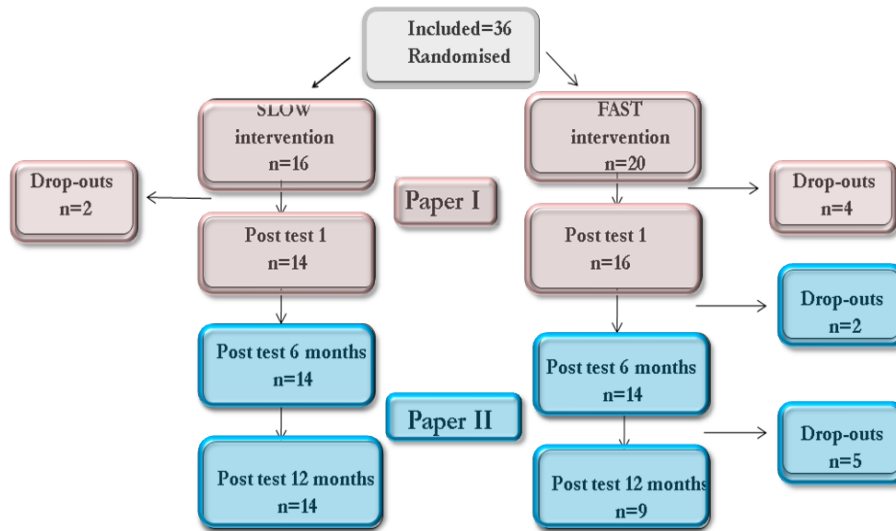 Included=36
Randomised
SLOW
intervention
n=16
FAST
intervention
n=20
Drop-outs
n=2
Paper I
Drop-outs
n=4
Post test 1
n=14
Post test 1
n=16
Drop-outs
n=2
Post test 6 months
n=14
Post test 6 months
n=14
Paper II
Drop-outs
n=5
Post test 12 months
n=14
Post test 12 months
n=9